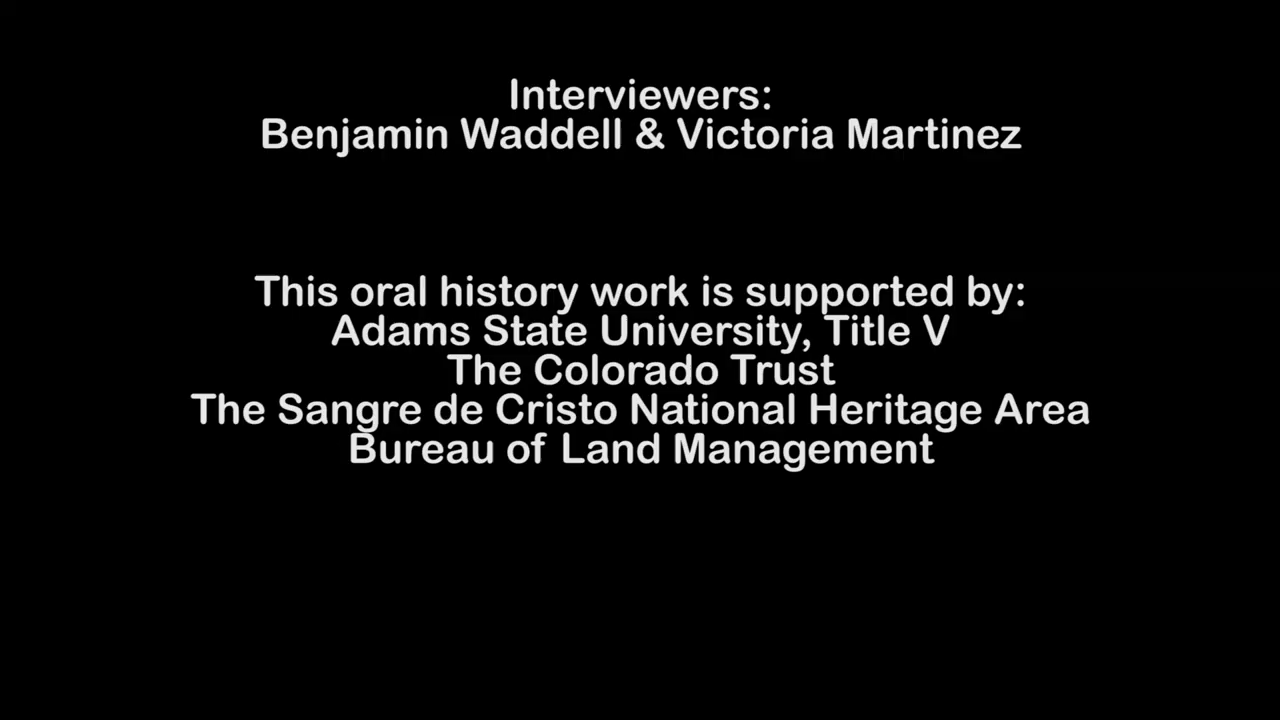 Interviewers:
Benjamin Waddell & Victoria Martinez
This oral history work is supported by:
Adams State University, Title V
The Colorado Trust
The Sangre de Cristo National Heritage Area
Bureau of Land Management